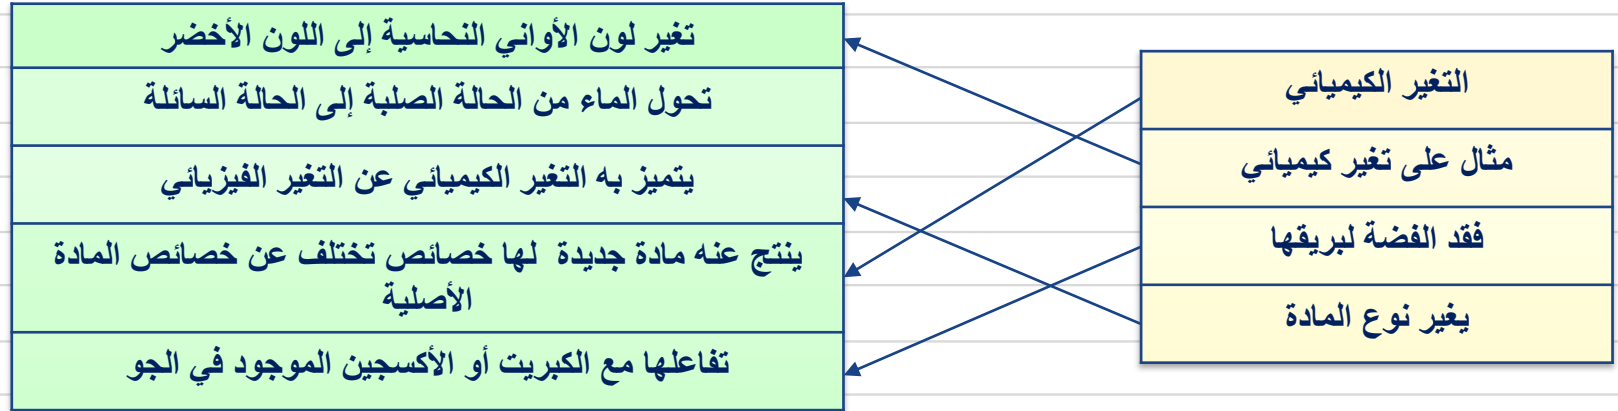 التغير الكيميائي
مثال على تغير كيميائي
فقد الفضة لبريقها
يغير نوع المادة
تغير لون الأواني النحاسية إلى اللون الأخضر
تحول الماء من الحالة الصلبة إلى الحالة السائلة
يتميز به التغير الكيميائي عن التغير الفيزيائي
ينتج عنه مادة جديدة لها خصائص تختلف عن خصائص المادة
الأصلية
تفاعلها مع الكبريت أو الأكسجين الموجود في الجو